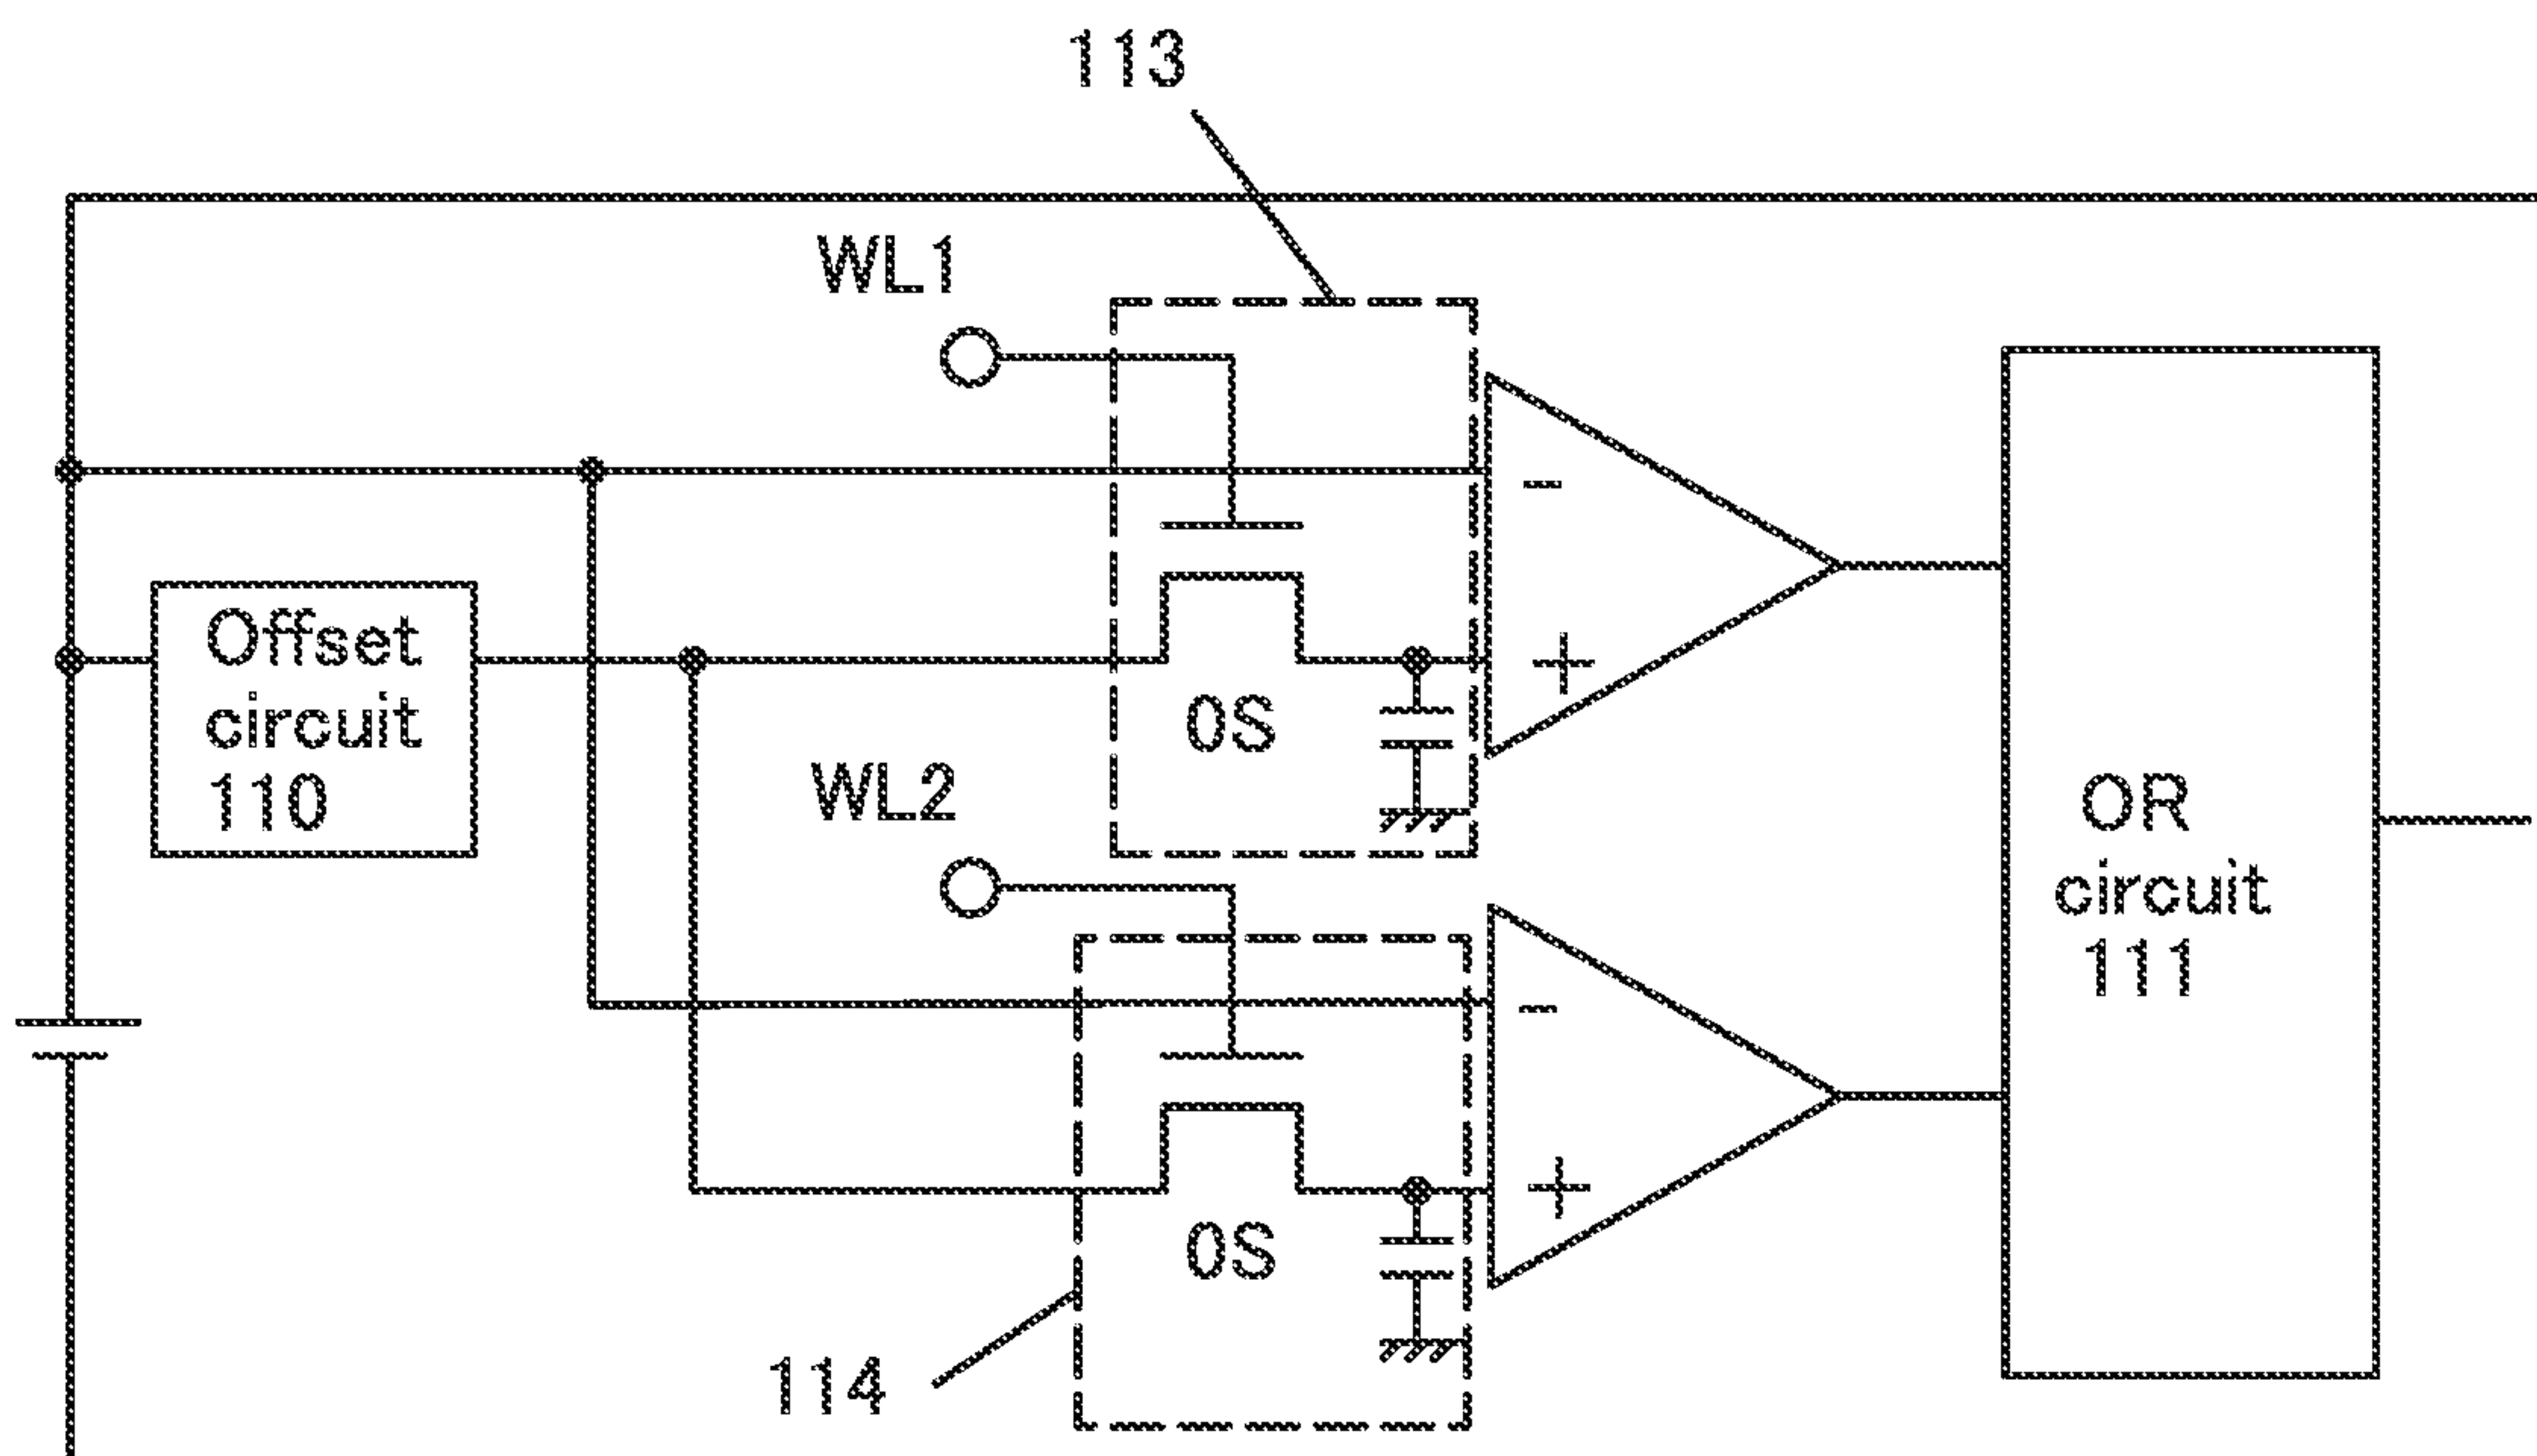 113
WL1
-
Offset
circuit
110
+
OS
WL2
OR
circuit
111
-
+
OS
114